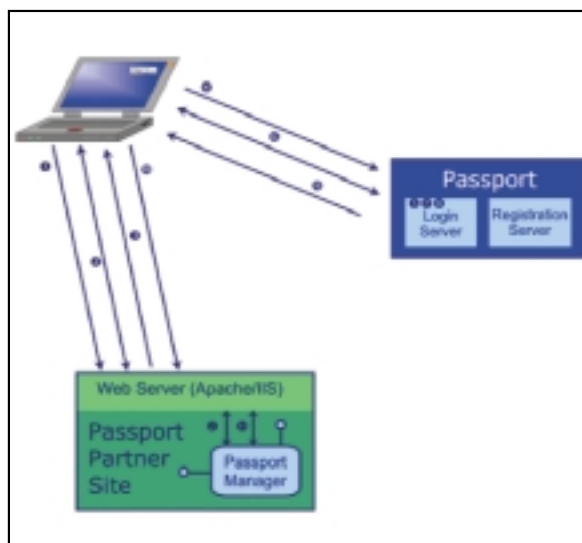 Passport
Login
Server
Registration
Server
Web Server (Apache/IIS)
Passport
Partner
Site
Passport
Manager